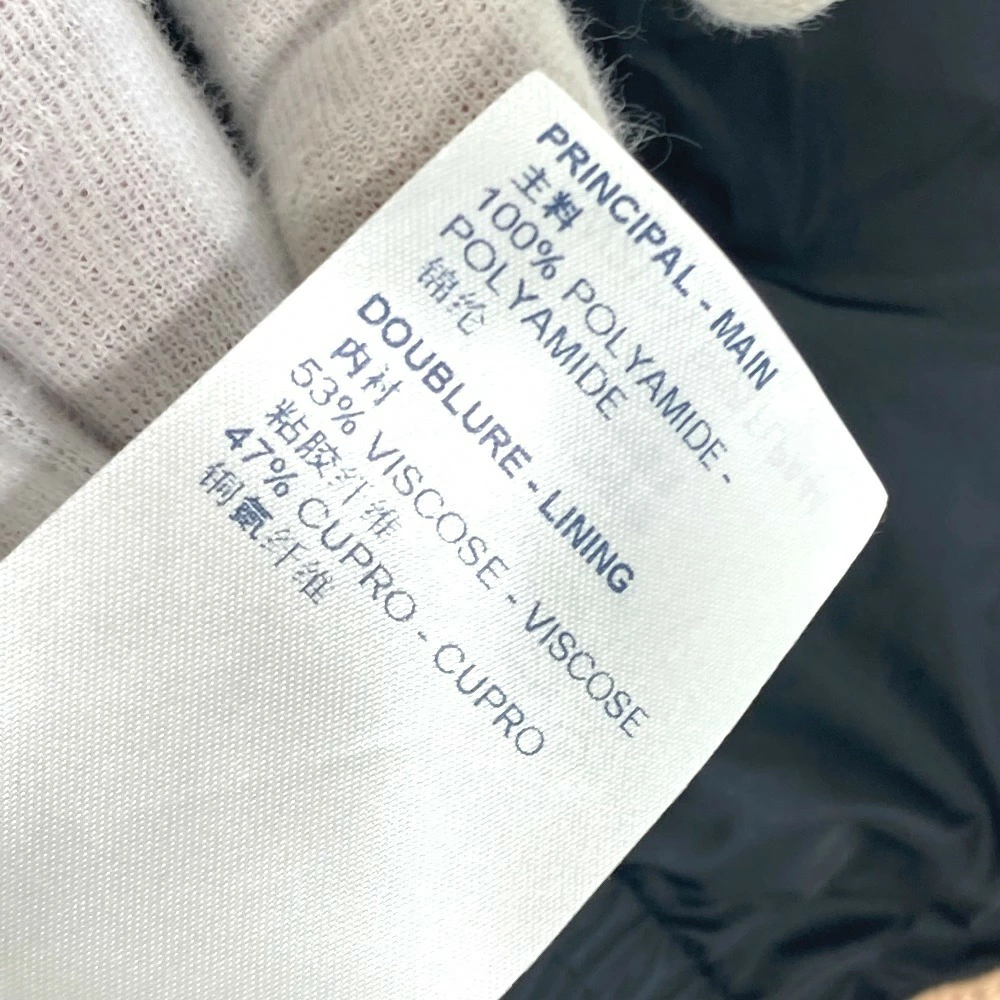 PRINCIPAL - MAIN
主料
100% POLYAMIDE -
POLYAMIDE
锦纶
DOUBLURE - LINING
内衬
53% VISCOSE - VISCOSE
粘胶纤维
47% CUPRO - CUPRO
铜氨纤维